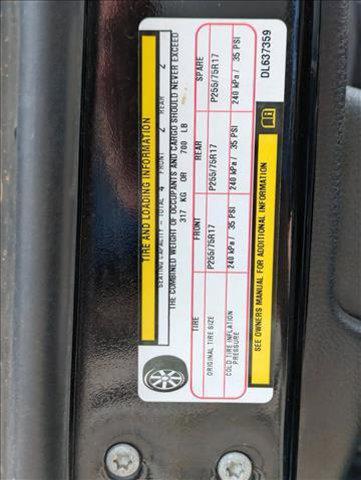 TIRE AND LOADING INFORMATION
SEATING CAPACITY - TOTAL 4 FRONT 2 REAR 2
THE COMBINED WEIGHT OF OCCUPANTS AND CARGO SHOULD NEVER EXCEED
317 KG OR 700 LB
TIRE FRONT REAR SPARE
ORIGINAL TIRE SIZE P255/75R17 P255/75R17 P255/75R17
COLD TIRE INFLATION PRESSURE 240 kPa / 35 PSI 240 kPa / 35 PSI 240 kPa / 35 PSI
SEE OWNERS MANUAL FOR ADDITIONAL INFORMATION
DL637359